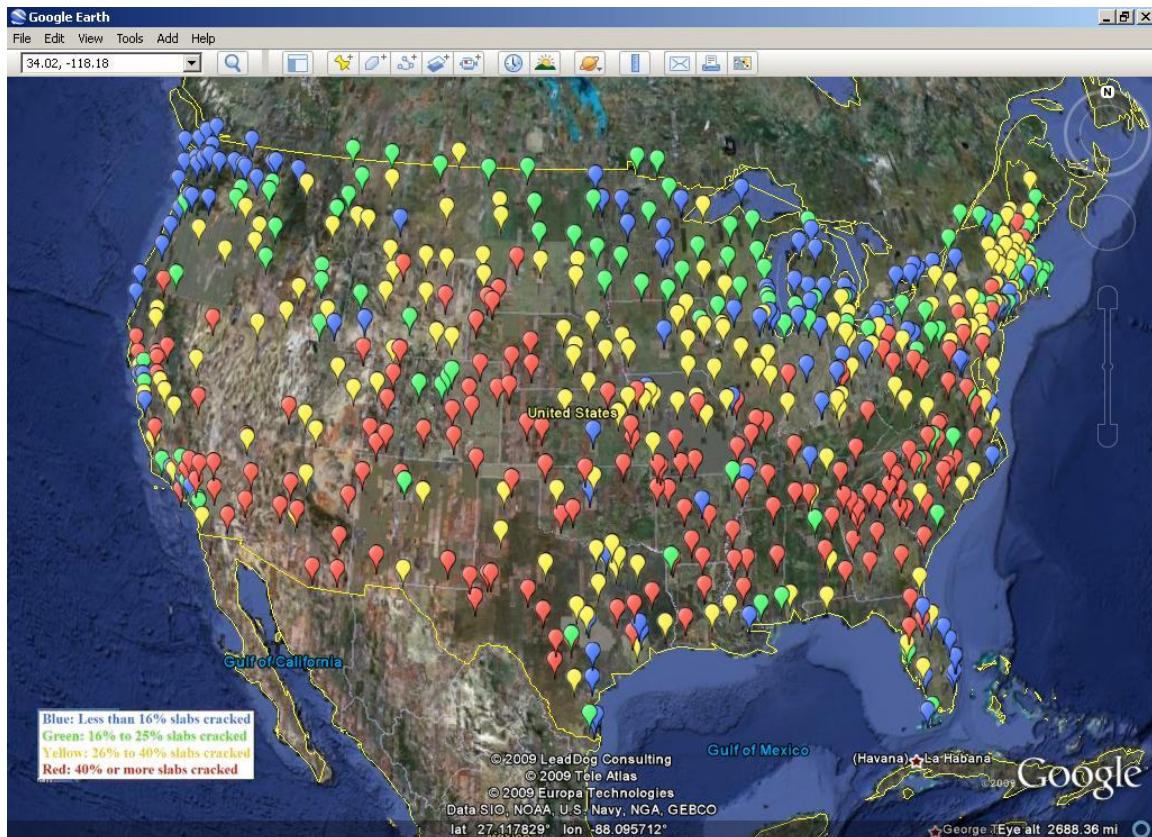 Google Earth
File Edit View Tools Add Help
34.02, -118.18
N
United States
Gulf of California
Blue: Less than 16% slabs cracked
Green: 16% to 25% slabs cracked
Yellow: 26% to 40% slabs cracked
Red: 40% or more slabs cracked
Gulf of Mexico
(Havana) La Habana
© 2009 LeadDog Consulting
© 2009 Tele Atlas
© 2009 Europa Technologies
Data SIO, NOAA, U.S. Navy, NGA, GEBCO
©2009 Google
lat 27.117829° lon -88.095712°
George T
Eye alt 2688.36 mi